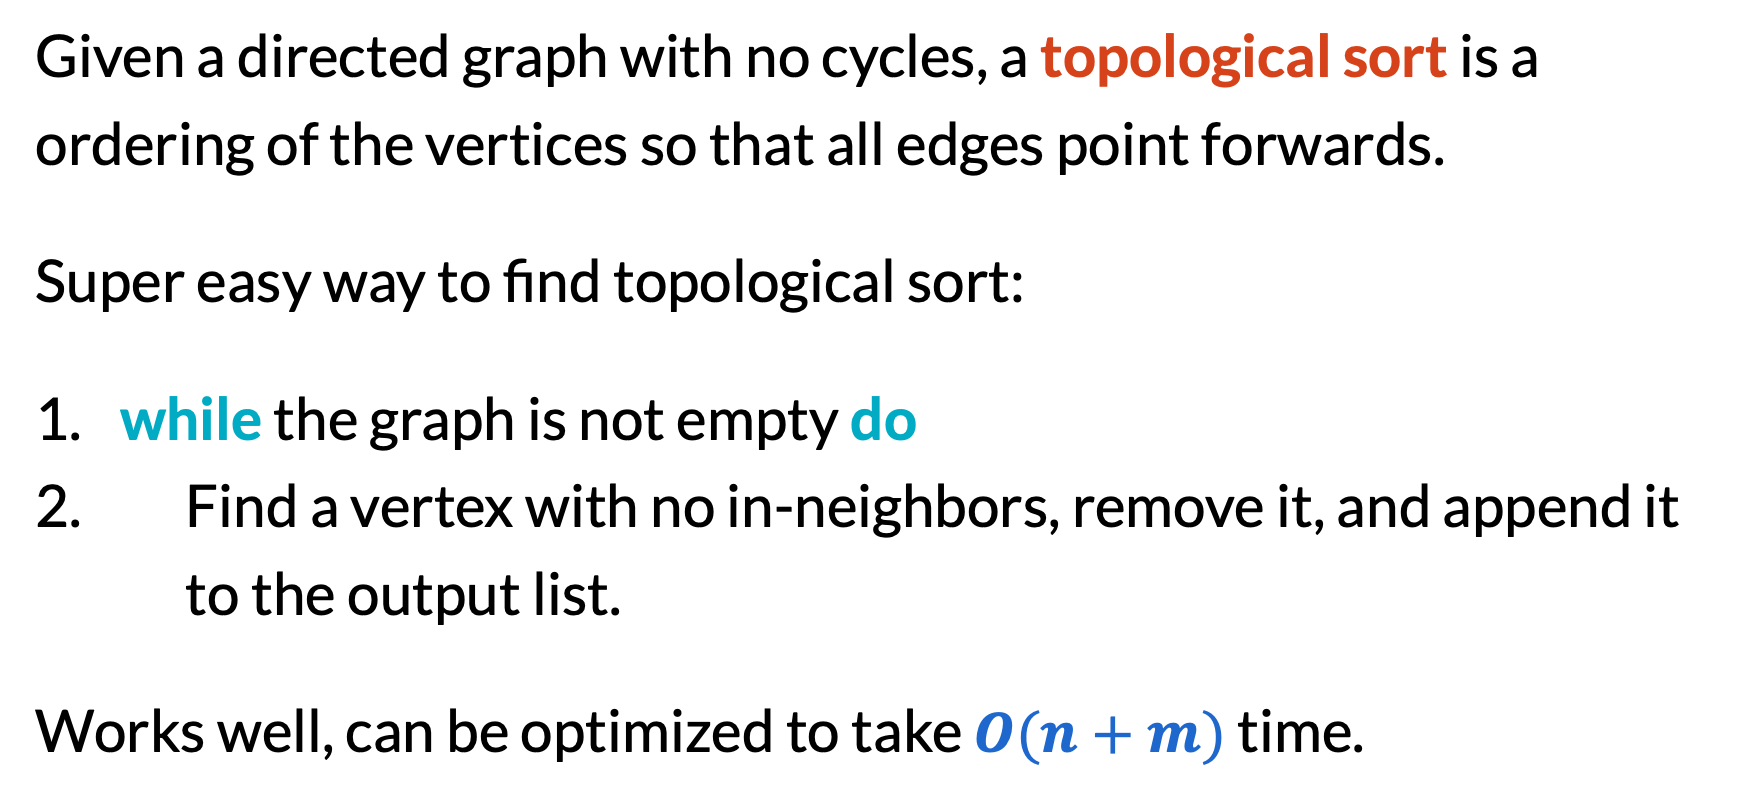 Given a directed graph with no cycles, a topological sort is a
ordering of the vertices so that all edges point forwards.
Super easy way to find topological sort:
1. while the graph is not empty do
2. Find a vertex with no in-neighbors, remove it, and append it
to the output list.
Works well, can be optimized to take O(n + m) time.